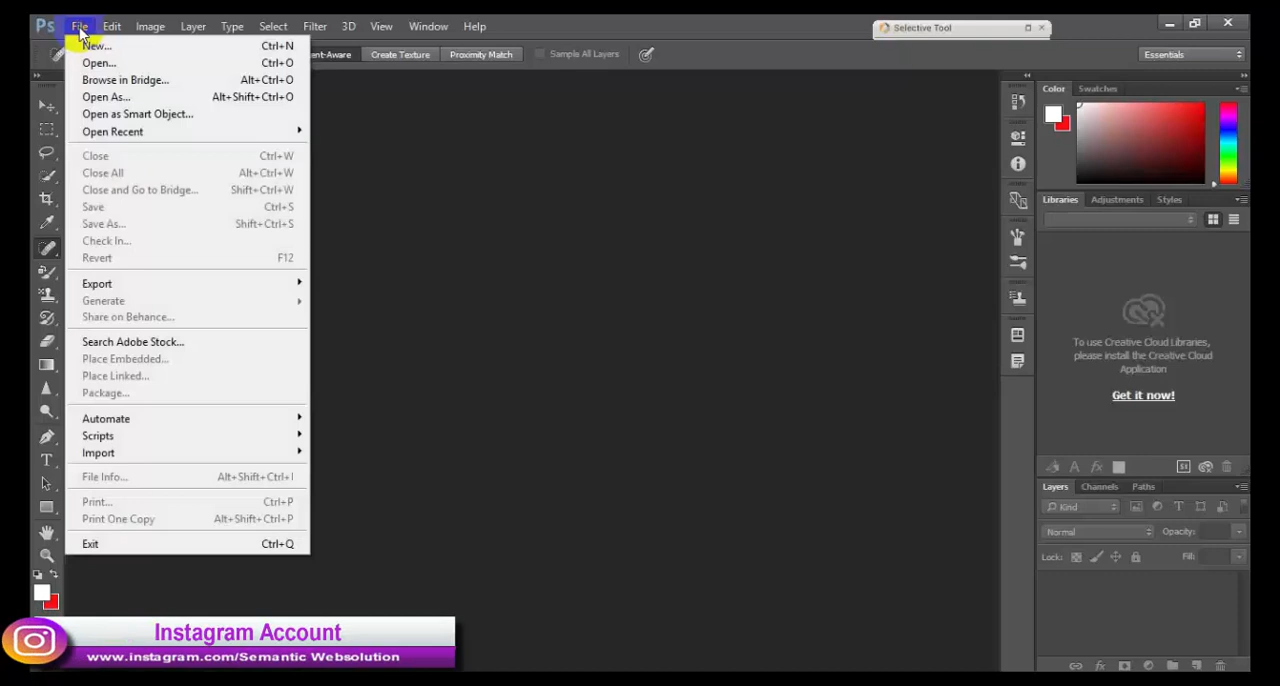 Ps File Edit Image Layer Type Select Filter 3D View Window Help
Selective Tool
ent-Aware Create Texture Proximity Match Sample All Layers
Essentials
New... Ctrl+N
Open... Ctrl+O
Browse in Bridge... Alt+Ctrl+O
Open As... Alt+Shift+Ctrl+O
Open as Smart Object...
Open Recent
Close Ctrl+W
Close All Alt+Ctrl+W
Close and Go to Bridge... Shift+Ctrl+W
Save Ctrl+S
Save As... Shift+Ctrl+S
Check In...
Revert F12
Export
Generate
Share on Behance...
Search Adobe Stock...
Place Embedded...
Place Linked...
Package...
Automate
Scripts
Import
File Info... Alt+Shift+Ctrl+I
Print... Ctrl+P
Print One Copy Alt+Shift+Ctrl+P
Exit Ctrl+Q
Color Swatches
Libraries Adjustments Styles
To use Creative Cloud Libraries,
please install the Creative Cloud
Application
Get it now!
Layers Channels Paths
Kind
Normal Opacity:
Lock: Fill:
Instagram Account
www.instagram.com/Semantic Websolution